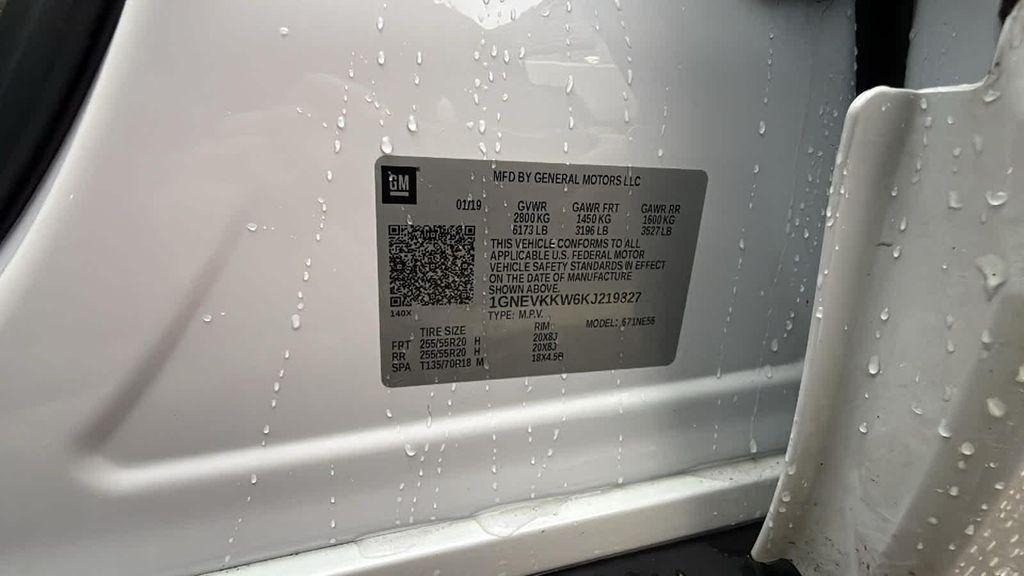 GM
MFD BY GENERAL MOTORS LLC
01/19 GVWR GAWR FRT GAWR RR
2800 KG 1450 KG 1600 KG
6173 LB 3196 LB 3527 LB
THIS VEHICLE CONFORMS TO ALL
APPLICABLE U.S. FEDERAL MOTOR
VEHICLE SAFETY STANDARDS IN EFFECT
ON THE DATE OF MANUFACTURE
SHOWN ABOVE.
1GNEVKKW6KJ219327
140X
TYPE: M.P.V. MODEL: 671NE56
TIRE SIZE RIM
FRT 255/55R20 H 20X8J
RR 255/55R20 H 20X8J
SPA T135/70R18 M 18X4.5B